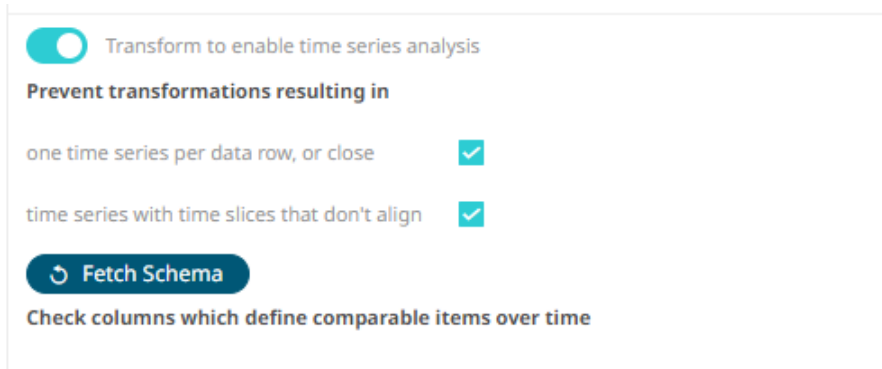 Transform to enable time series analysis
Prevent transformations resulting in
one time series per data row, or close
time series with time slices that don't align
Fetch Schema
Check columns which define comparable items over time